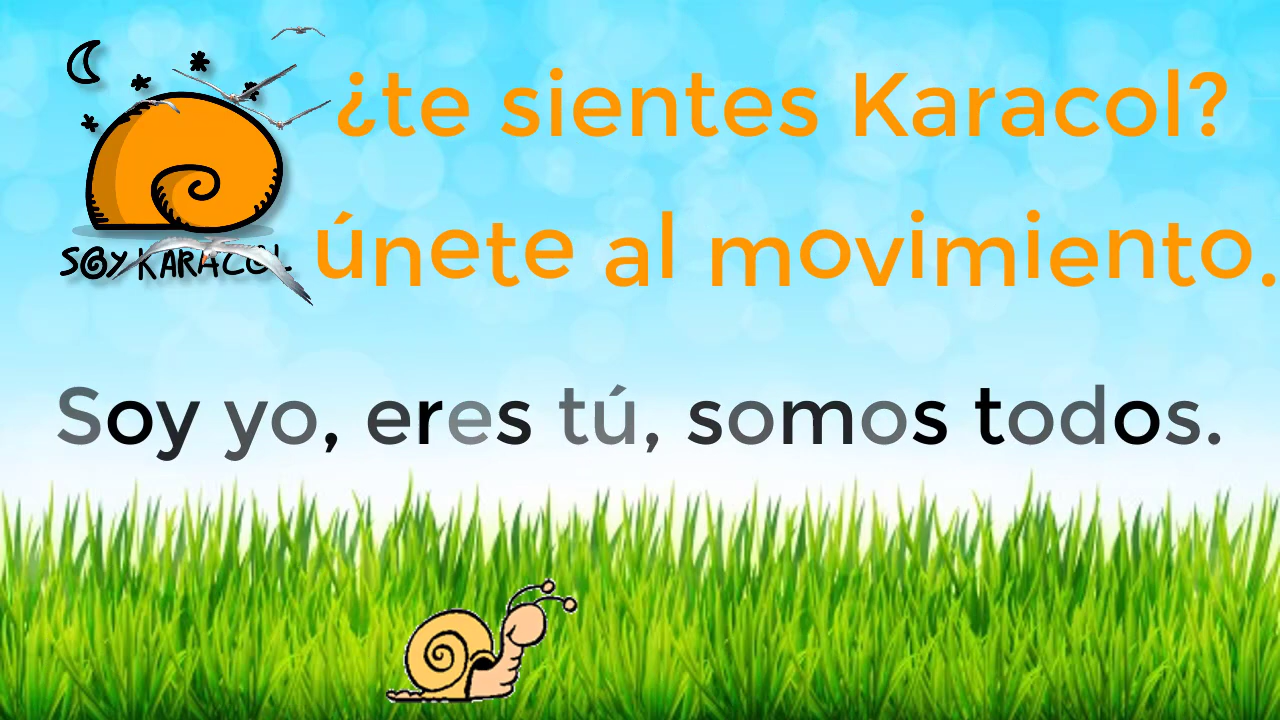 ¿te sientes Karacol?
SOY KARACOL
únete al movimiento.
Soy yo, eres tú, somos todos.